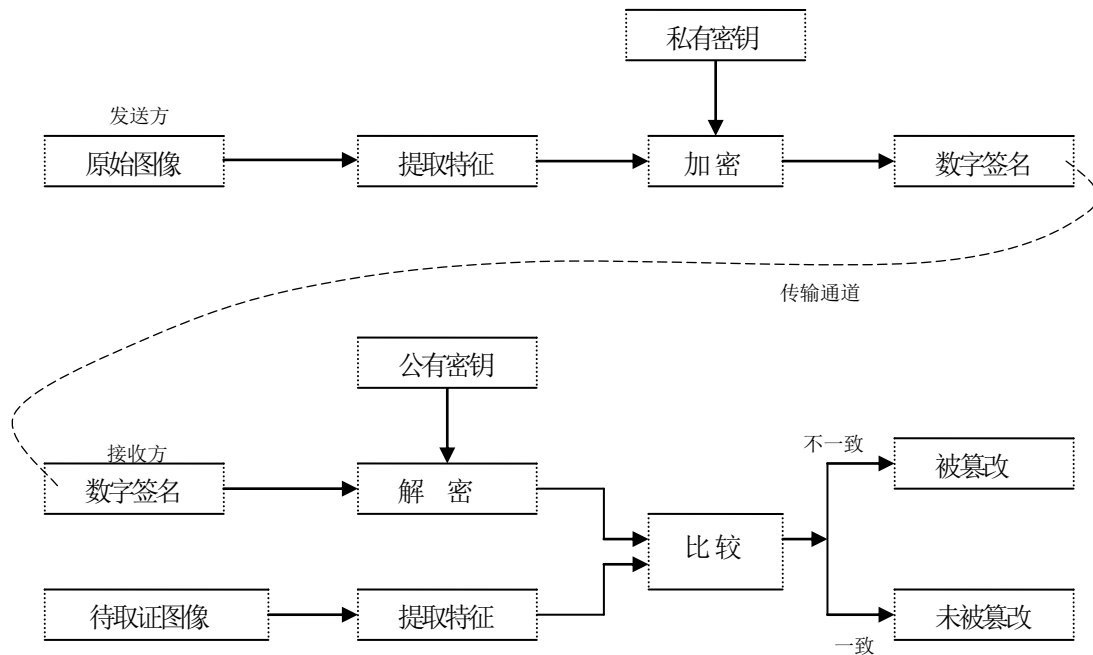 私有密钥
发送方
原始图像
提取特征
加 密
数字签名
传输通道
公有密钥
接收方
数字签名
解 密
不一致
被篡改
比 较
待取证图像
提取特征
未被篡改
一致